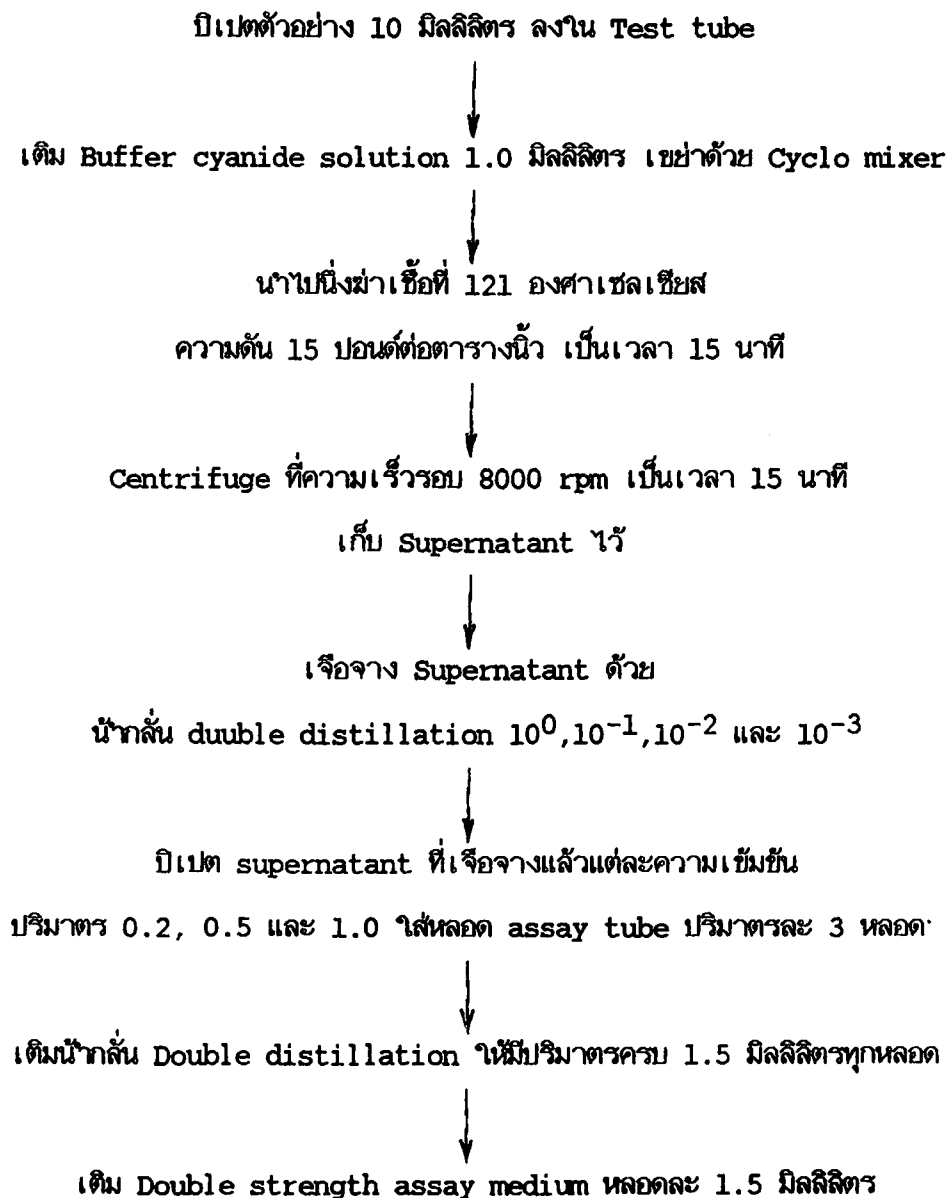 ปิเปตตัวอย่าง 10 มิลลิลิตร ลงใน Test tube
เติม Buffer cyanide solution 1.0 มิลลิลิตร เขย่าด้วย Cyclo mixer
นำไปนึ่งฆ่าเชื้อที่ 121 องศาเซลเซียส
ความดัน 15 ปอนด์ต่อตารางนิ้ว เป็นเวลา 15 นาที
Centrifuge ที่ความเร็วรอบ 8000 rpm เป็นเวลา 15 นาที
เก็บ Supernatant ไว้
เจือจาง Supernatant ด้วย
น้ำกลั่น duuble distillation 10⁰,10⁻¹,10⁻² และ 10⁻³
ปิเปต supernatant ที่เจือจางแล้วแต่ละความเข้มข้น
ปริมาตร 0.2, 0.5 และ 1.0 ใส่หลอด assay tube ปริมาตรละ 3 หลอด
เติมน้ำกลั่น Double distillation ให้มีปริมาตรครบ 1.5 มิลลิลิตรทุกหลอด
เติม Double strength assay medium หลอดละ 1.5 มิลลิลิตร